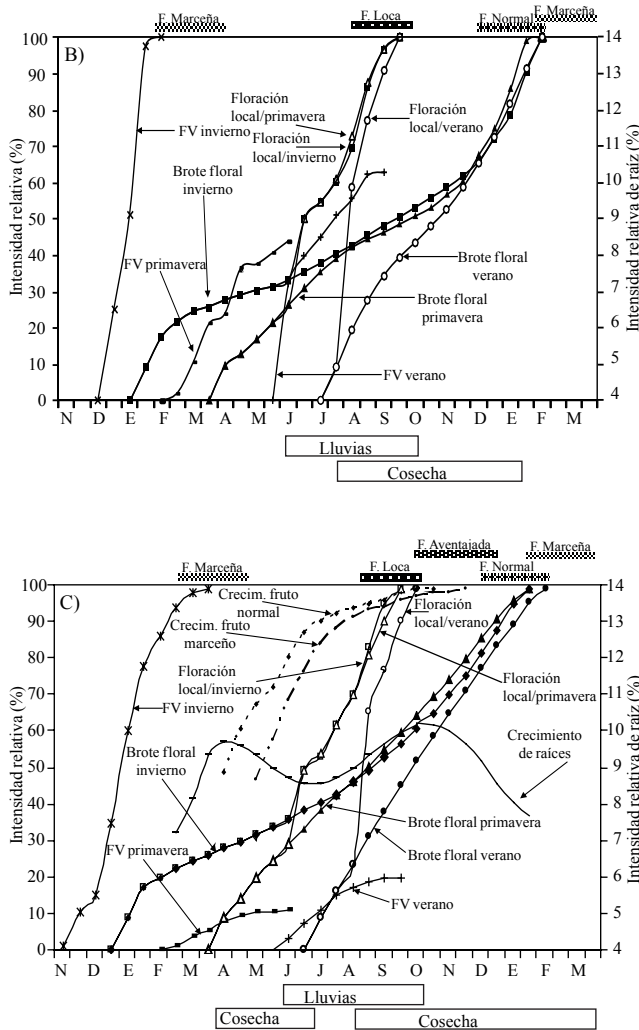 F. Marceña
F. Loca
F. Normal
F. Marceña
B)
Intensidad relativa (%)
100
90
80
70
60
50
40
30
20
10
0
14
13
12
11
10
9
8
7
6
5
4
Intensidad relativa de raíz (%)
FV invierno
Floración
local/primavera
Floración
local/invierno
Floración
local/verano
Brote floral
invierno
FV primavera
Brote floral
verano
Brote floral
primavera
FV verano
N D E F M A M J J A S O N D E F M
Lluvias
Cosecha
F. Aventajada
F. Marceña
F. Marceña
F. Loca
F. Normal
C)
Intensidad relativa (%)
100
90
80
70
60
50
40
30
20
10
0
14
13
12
11
10
9
8
7
6
5
4
Intensidad relativa de raíz (%)
Crecim. fruto
normal
Crecim. fruto
marceño
Floración
local/verano
Floración
local/invierno
Floración
local/primavera
FV invierno
Brote floral
invierno
Crecimiento
de raíces
Brote floral primavera
FV primavera
Brote floral verano
FV verano
N D E F M A M J J A S O N D E F M
Lluvias
Cosecha
Cosecha